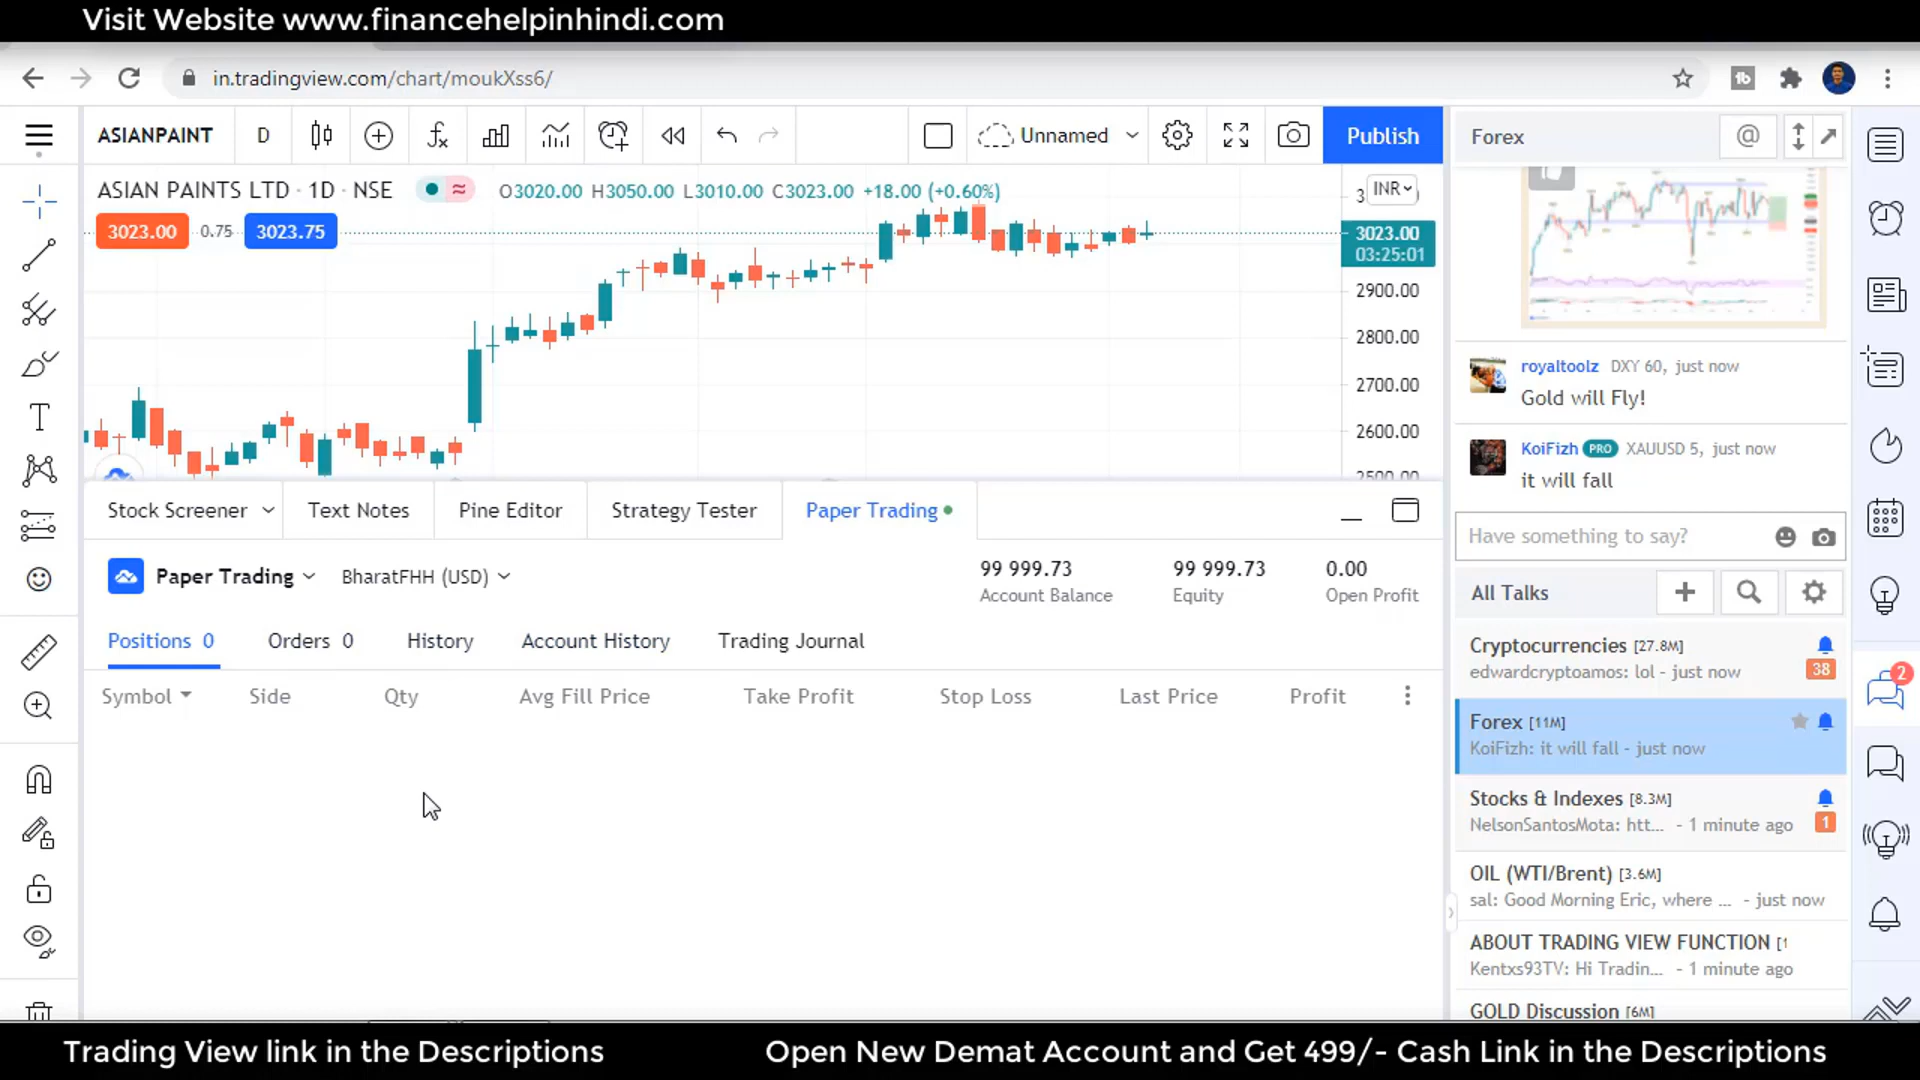 Visit Website www.financehelpinhindi.com
in.tradingview.com/chart/moukXss6/
ASIANPAINT D Unnamed Publish
ASIAN PAINTS LTD · 1D · NSE O3020.00 H3050.00 L3010.00 C3023.00 +18.00 (+0.60%)
INR
3023.00 0.75 3023.75
3023.00
03:25:01
2900.00
2800.00
2700.00
2600.00
2500.00
Stock Screener Text Notes Pine Editor Strategy Tester Paper Trading
Paper Trading BharatFHH (USD)
99 999.73 99 999.73 0.00
Account Balance Equity Open Profit
Positions 0 Orders 0 History Account History Trading Journal
Symbol Side Qty Avg Fill Price Take Profit Stop Loss Last Price Profit
Forex
royaltoolz DXY 60, just now
Gold will Fly!
KoiFizh PRO XAUUSD 5, just now
it will fall
Have something to say?
All Talks
Cryptocurrencies [27.8M]
edwardcryptoamos: lol - just now 38
Forex [11M]
KoiFizh: it will fall - just now
Stocks & Indexes [8.3M]
NelsonSantosMota: htt... - 1 minute ago 1
OIL (WTI/Brent) [3.6M]
sal: Good Morning Eric, where ... - just now
ABOUT TRADING VIEW FUNCTION [1
Kentxs93TV: Hi Tradin... - 1 minute ago
GOLD Discussion [6M]
2
Trading View link in the Descriptions
Open New Demat Account and Get 499/- Cash Link in the Descriptions